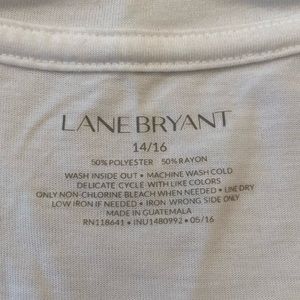 LANE BRYANT
14/16
50% POLYESTER 50% RAYON
WASH INSIDE OUT • MACHINE WASH COLD
DELICATE CYCLE WITH LIKE COLORS
ONLY NON-CHLORINE BLEACH WHEN NEEDED • LINE DRY
LOW IRON IF NEEDED • IRON WRONG SIDE ONLY
MADE IN GUATEMALA
RN118641 • INU1480992 • 05/16